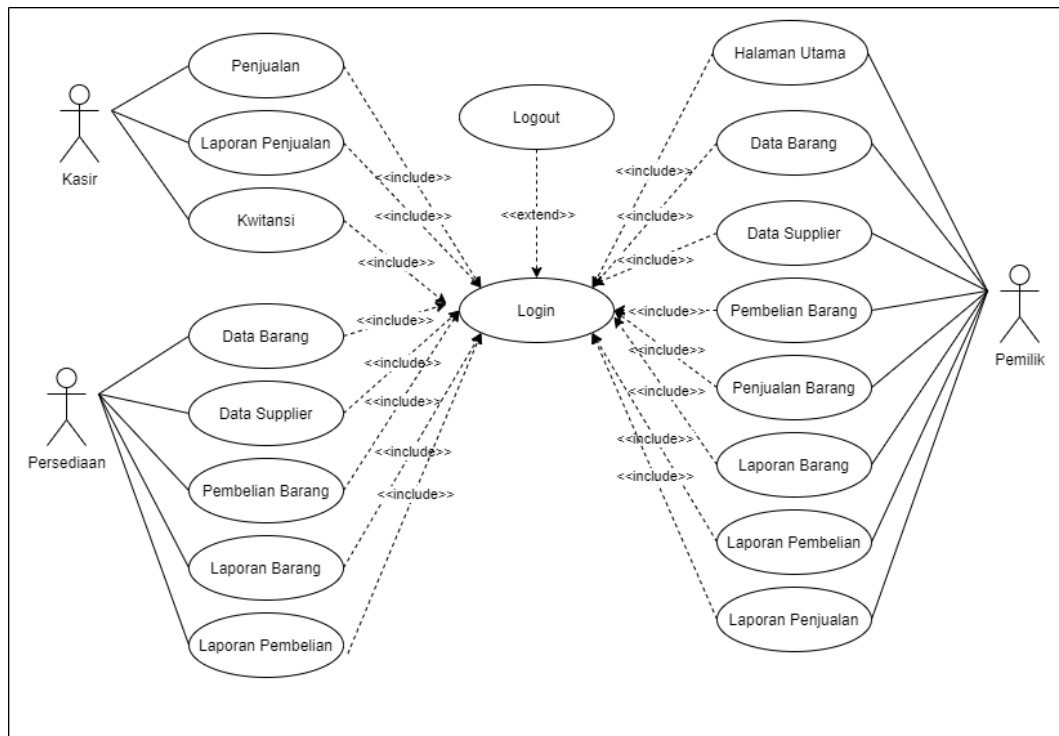 Penjualan
Laporan Penjualan
Kwitansi
Kasir
<<include>>
<<include>>
<<include>>
Logout
<<extend>>
Login
Data Barang
Data Supplier
Pembelian Barang
Laporan Barang
Laporan Pembelian
Persediaan
<<include>>
<<include>>
<<include>>
<<include>>
<<include>>
Halaman Utama
Data Barang
Data Supplier
Pembelian Barang
Penjualan Barang
Laporan Barang
Laporan Pembelian
Laporan Penjualan
Pemilik
<<include>>
<<include>>
<<include>>
<<include>>
<<include>>
<<include>>
<<include>>
<<include>>